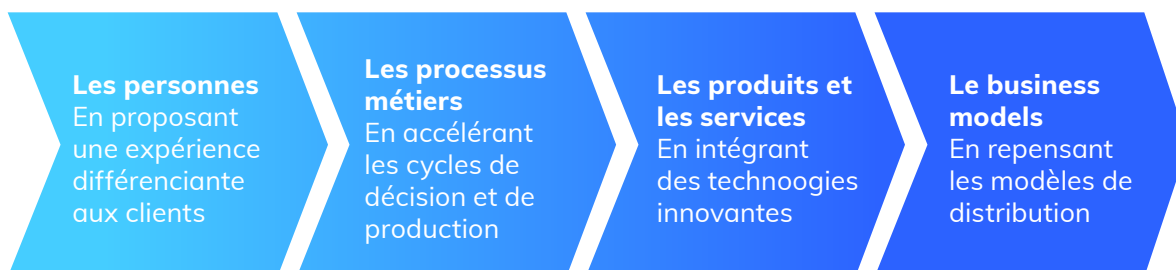 Les personnes
En proposant
une expérience
différenciante
aux clients
Les processus
métiers
En accélérant
les cycles de
décision et de
production
Les produits et
les services
En intégrant
des technoogies
innovantes
Le business
models
En repensant
les modèles de
distribution